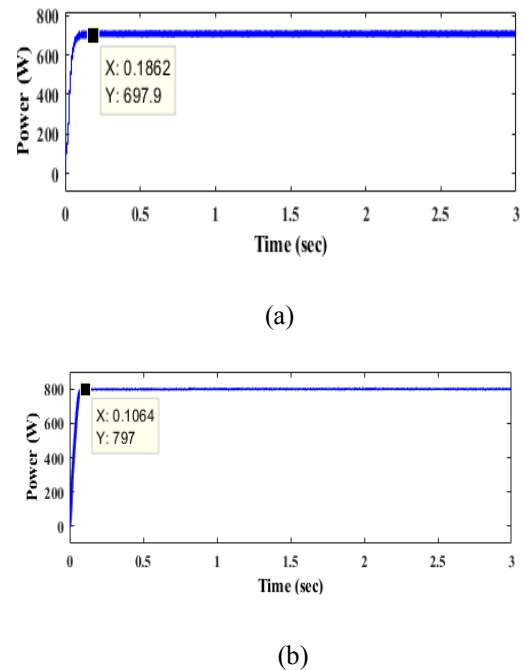 800
600
400
200
0
Power (W)
X: 0.1862
Y: 697.9
0 0.5 1 1.5 2 2.5 3
Time (sec)
(a)
800
600
400
200
0
Power (W)
X: 0.1064
Y: 797
0 0.5 1 1.5 2 2.5 3
Time (sec)
(b)